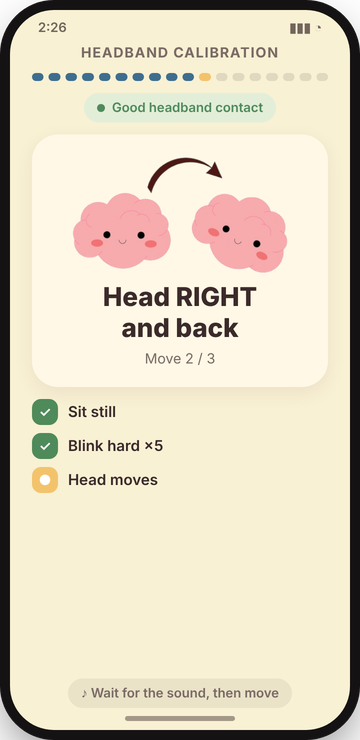 2:26
HEADBAND CALIBRATION
Good headband contact
Head RIGHT
and back
Move 2 / 3
Sit still
Blink hard ×5
Head moves
♪ Wait for the sound, then move